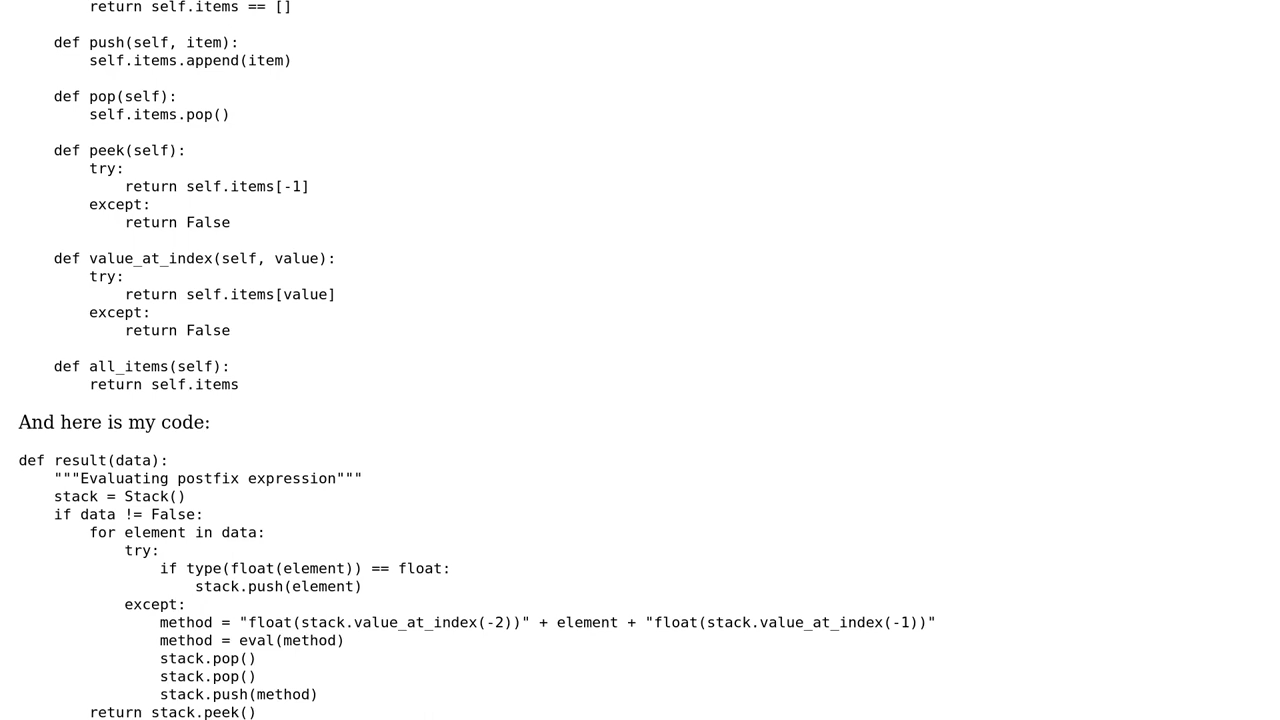 return self.items == []

    def push(self, item):
        self.items.append(item)

    def pop(self):
        self.items.pop()

    def peek(self):
        try:
            return self.items[-1]
        except:
            return False

    def value_at_index(self, value):
        try:
            return self.items[value]
        except:
            return False

    def all_items(self):
        return self.items

And here is my code:

def result(data):
    """Evaluating postfix expression"""
    stack = Stack()
    if data != False:
        for element in data:
            try:
                if type(float(element)) == float:
                    stack.push(element)
            except:
                method = "float(stack.value_at_index(-2))" + element + "float(stack.value_at_index(-1))"
                method = eval(method)
                stack.pop()
                stack.pop()
                stack.push(method)
        return stack.peek()